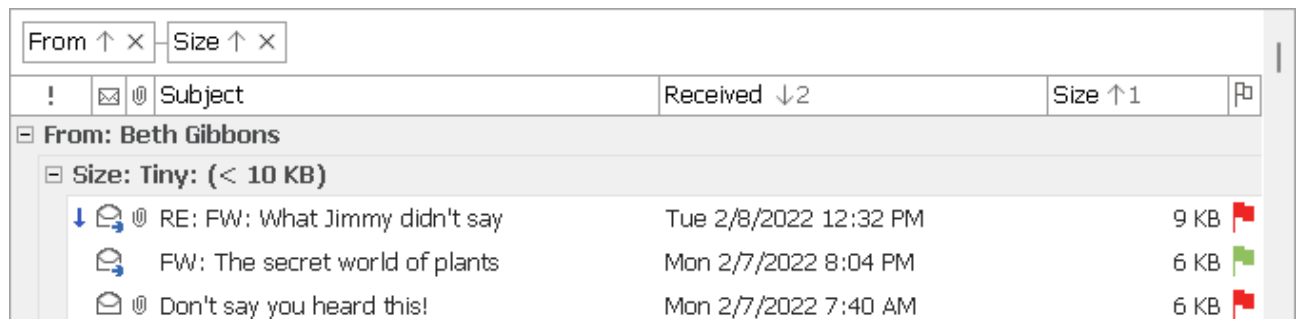 From ↑ × Size ↑ ×
! Subject Received ↓2 Size ↑1
From: Beth Gibbons
Size: Tiny: (< 10 KB)
RE: FW: What Jimmy didn't say Tue 2/8/2022 12:32 PM 9 KB
FW: The secret world of plants Mon 2/7/2022 8:04 PM 6 KB
Don't say you heard this! Mon 2/7/2022 7:40 AM 6 KB